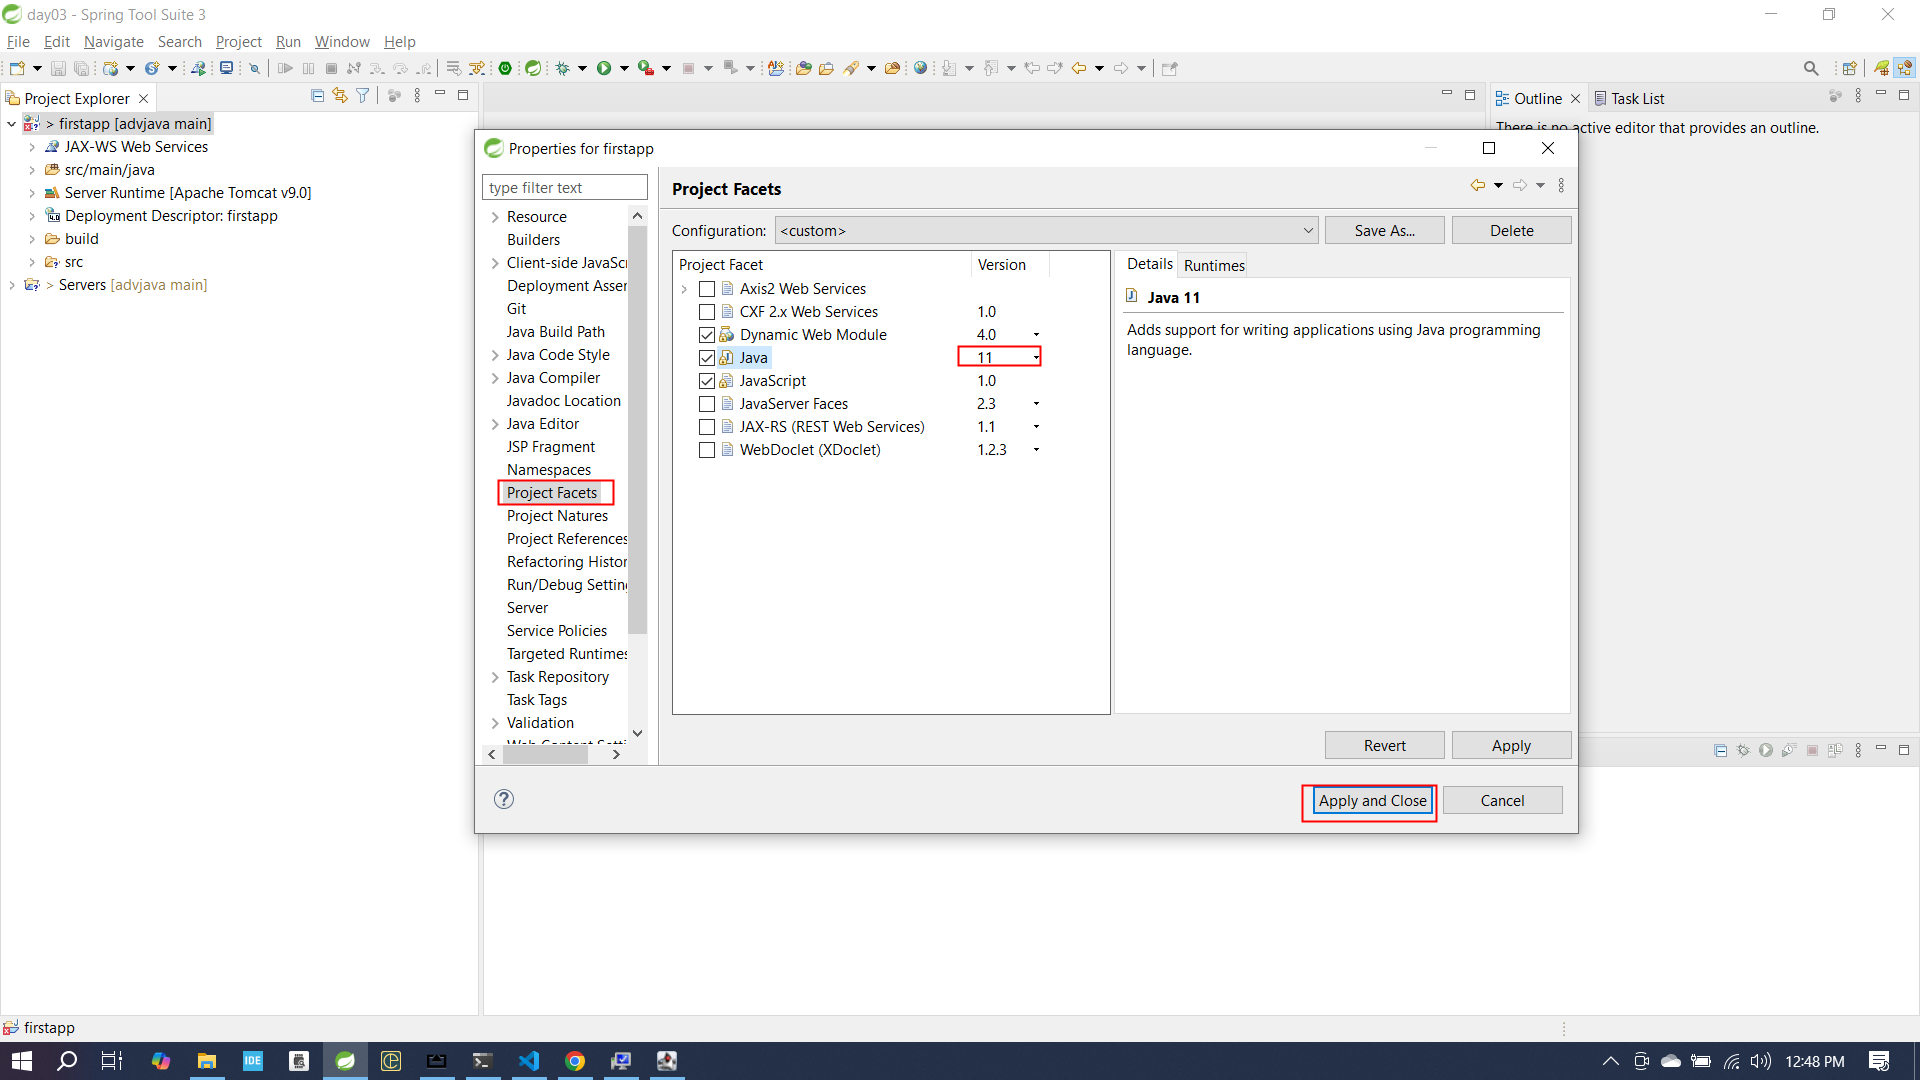 day03 - Spring Tool Suite 3
File Edit Navigate Search Project Run Window Help
Project Explorer
> firstapp [advjava main]
JAX-WS Web Services
src/main/java
Server Runtime [Apache Tomcat v9.0]
Deployment Descriptor: firstapp
build
src
> Servers [advjava main]
Outline Task List
There is no active editor that provides an outline.
Properties for firstapp
type filter text
Resource
Builders
Client-side JavaScr
Deployment Asser
Git
Java Build Path
Java Code Style
Java Compiler
Javadoc Location
Java Editor
JSP Fragment
Namespaces
Project Facets
Project Natures
Project References
Refactoring Histor
Run/Debug Setting
Server
Service Policies
Targeted Runtimes
Task Repository
Task Tags
Validation
Project Facets
Configuration: <custom> Save As... Delete
Project Facet Version
Axis2 Web Services
CXF 2.x Web Services 1.0
Dynamic Web Module 4.0
Java 11
JavaScript 1.0
JavaServer Faces 2.3
JAX-RS (REST Web Services) 1.1
WebDoclet (XDoclet) 1.2.3
Details Runtimes
Java 11
Adds support for writing applications using Java programming
language.
Revert Apply
Apply and Close Cancel
firstapp
IDE
12:48 PM